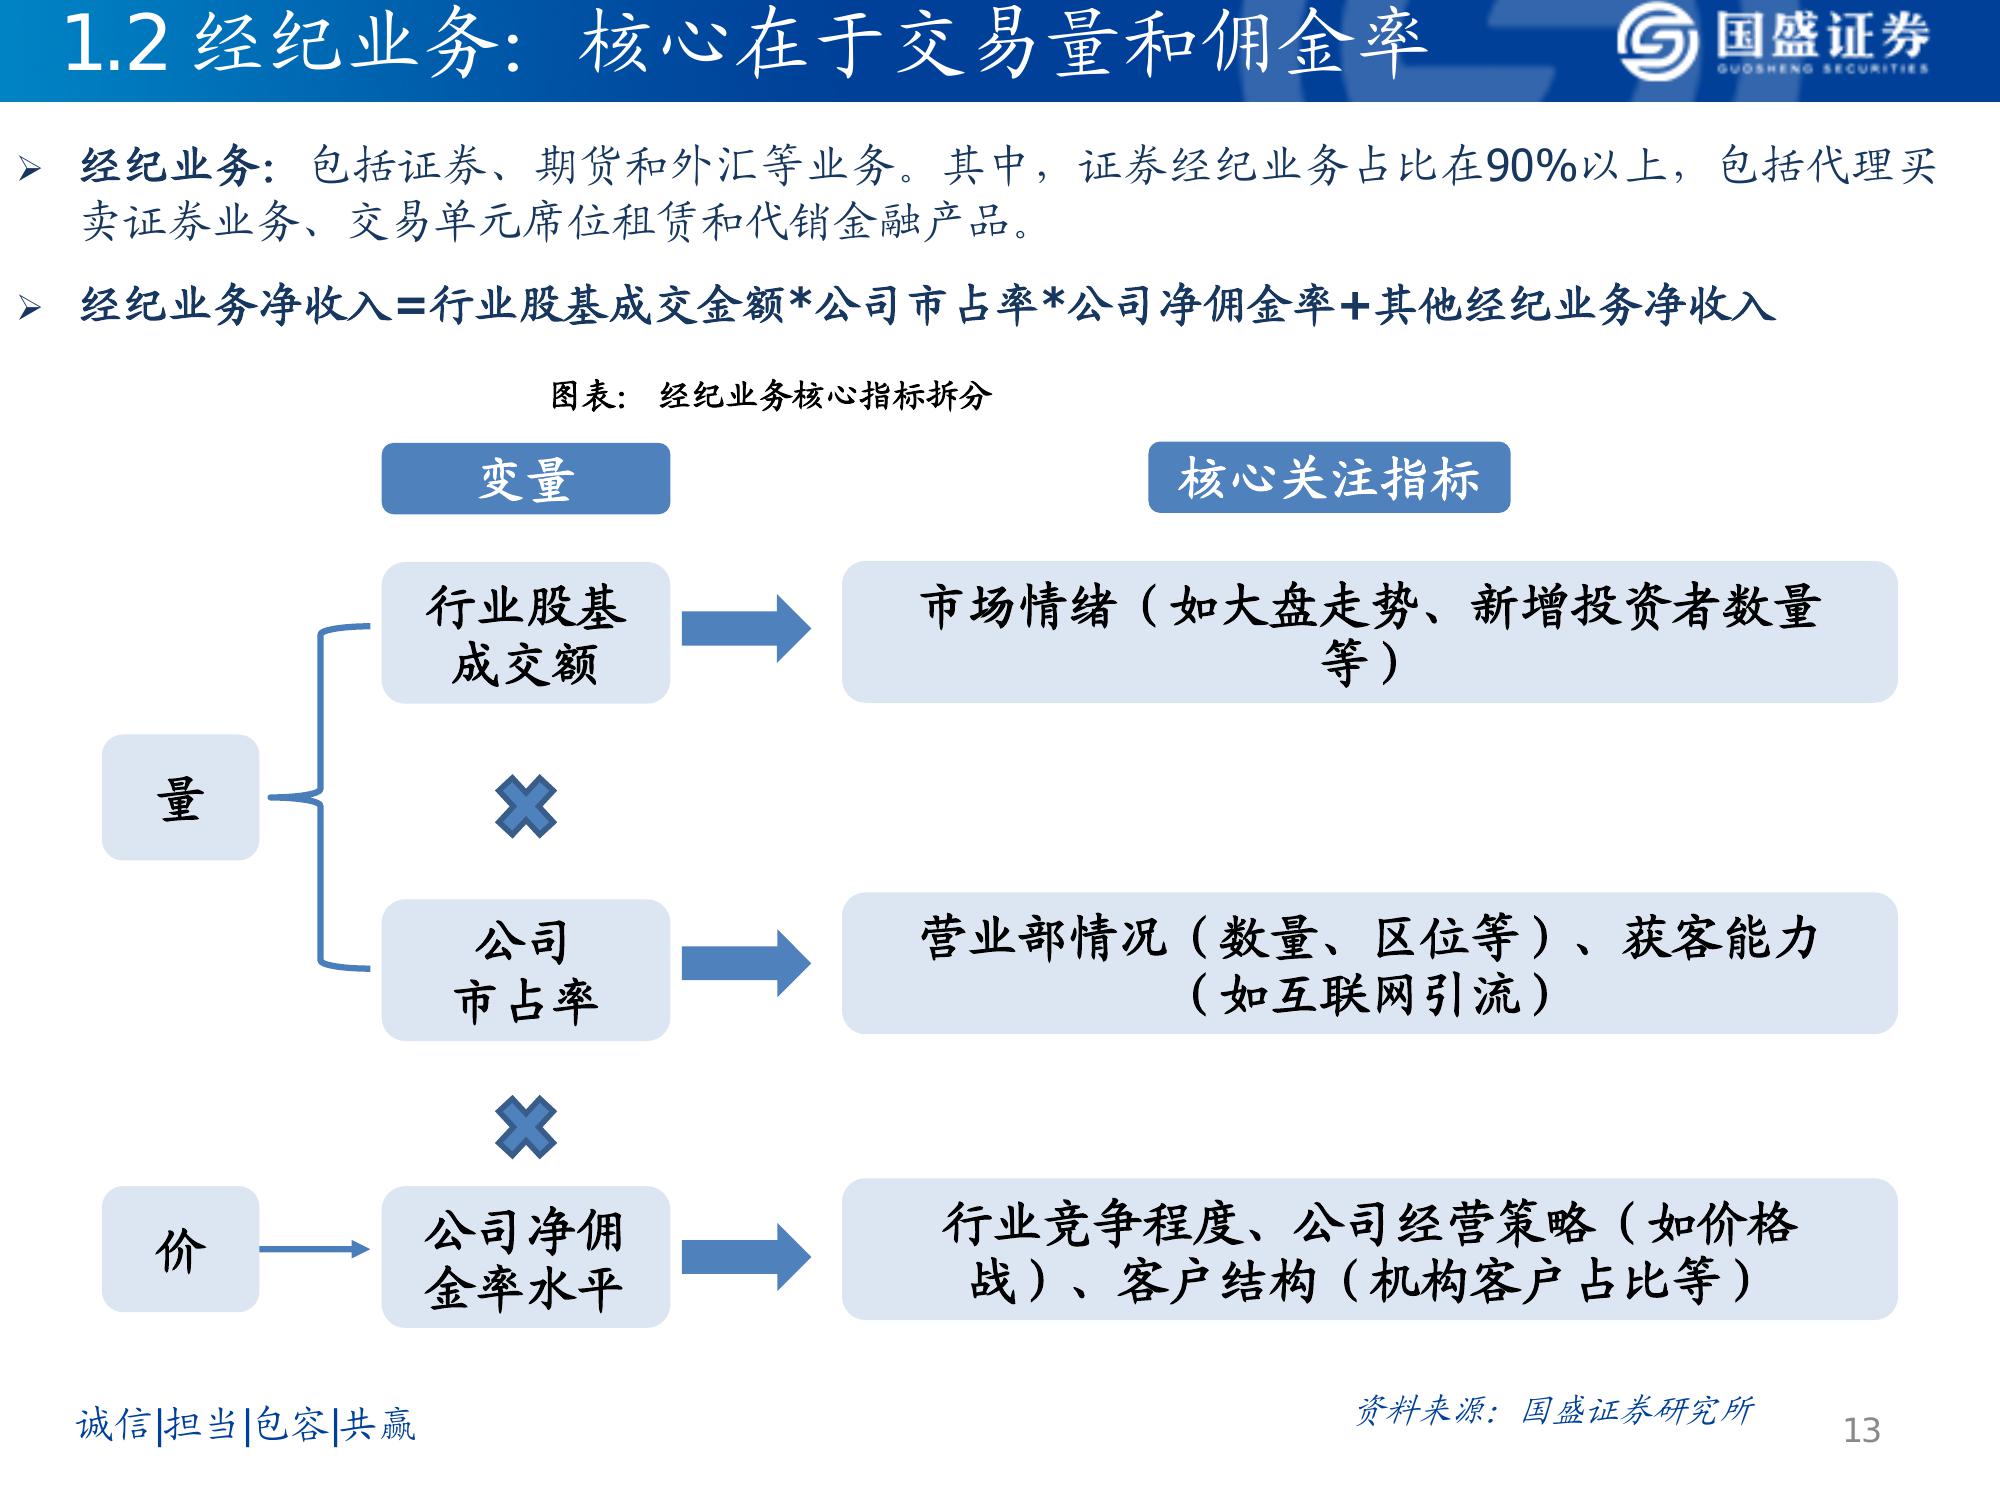 1.2 经纪业务：核心在于交易量和佣金率
国盛证券
GUOSHENG SECURITIES
经纪业务：包括证券、期货和外汇等业务。其中，证券经纪业务占比在90%以上，包括代理买
卖证券业务、交易单元席位租赁和代销金融产品。
经纪业务净收入=行业股基成交金额*公司市占率*公司净佣金率+其他经纪业务净收入
图表： 经纪业务核心指标拆分
变量
核心关注指标
行业股基
成交额
市场情绪（如大盘走势、新增投资者数量
等）
量
公司
市占率
营业部情况（数量、区位等）、获客能力
（如互联网引流）
价
公司净佣
金率水平
行业竞争程度、公司经营策略（如价格
战）、客户结构（机构客户占比等）
诚信|担当|包容|共赢
资料来源：国盛证券研究所
13